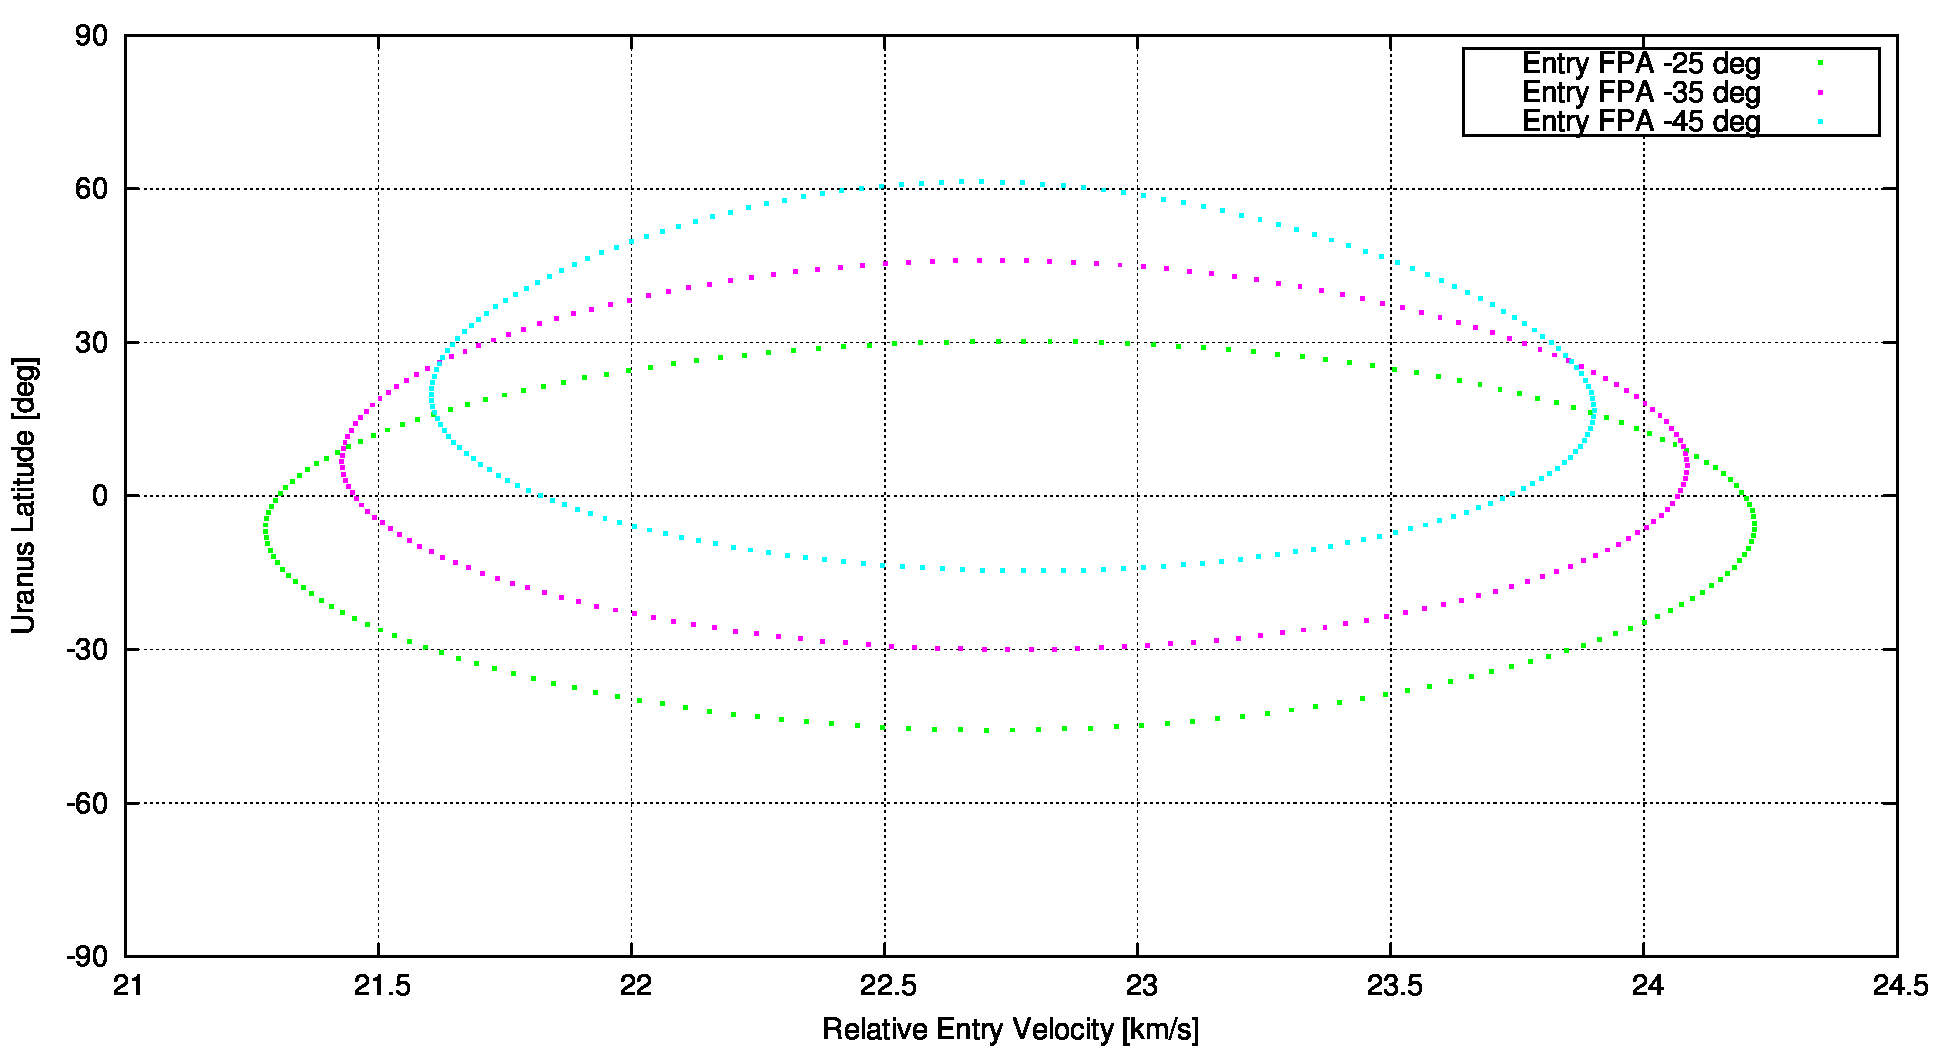 90
60
30
0
-30
-60
-90
Uranus Latitude [deg]
Entry FPA -25 deg
Entry FPA -35 deg
Entry FPA -45 deg
21 21.5 22 22.5 23 23.5 24 24.5
Relative Entry Velocity [km/s]